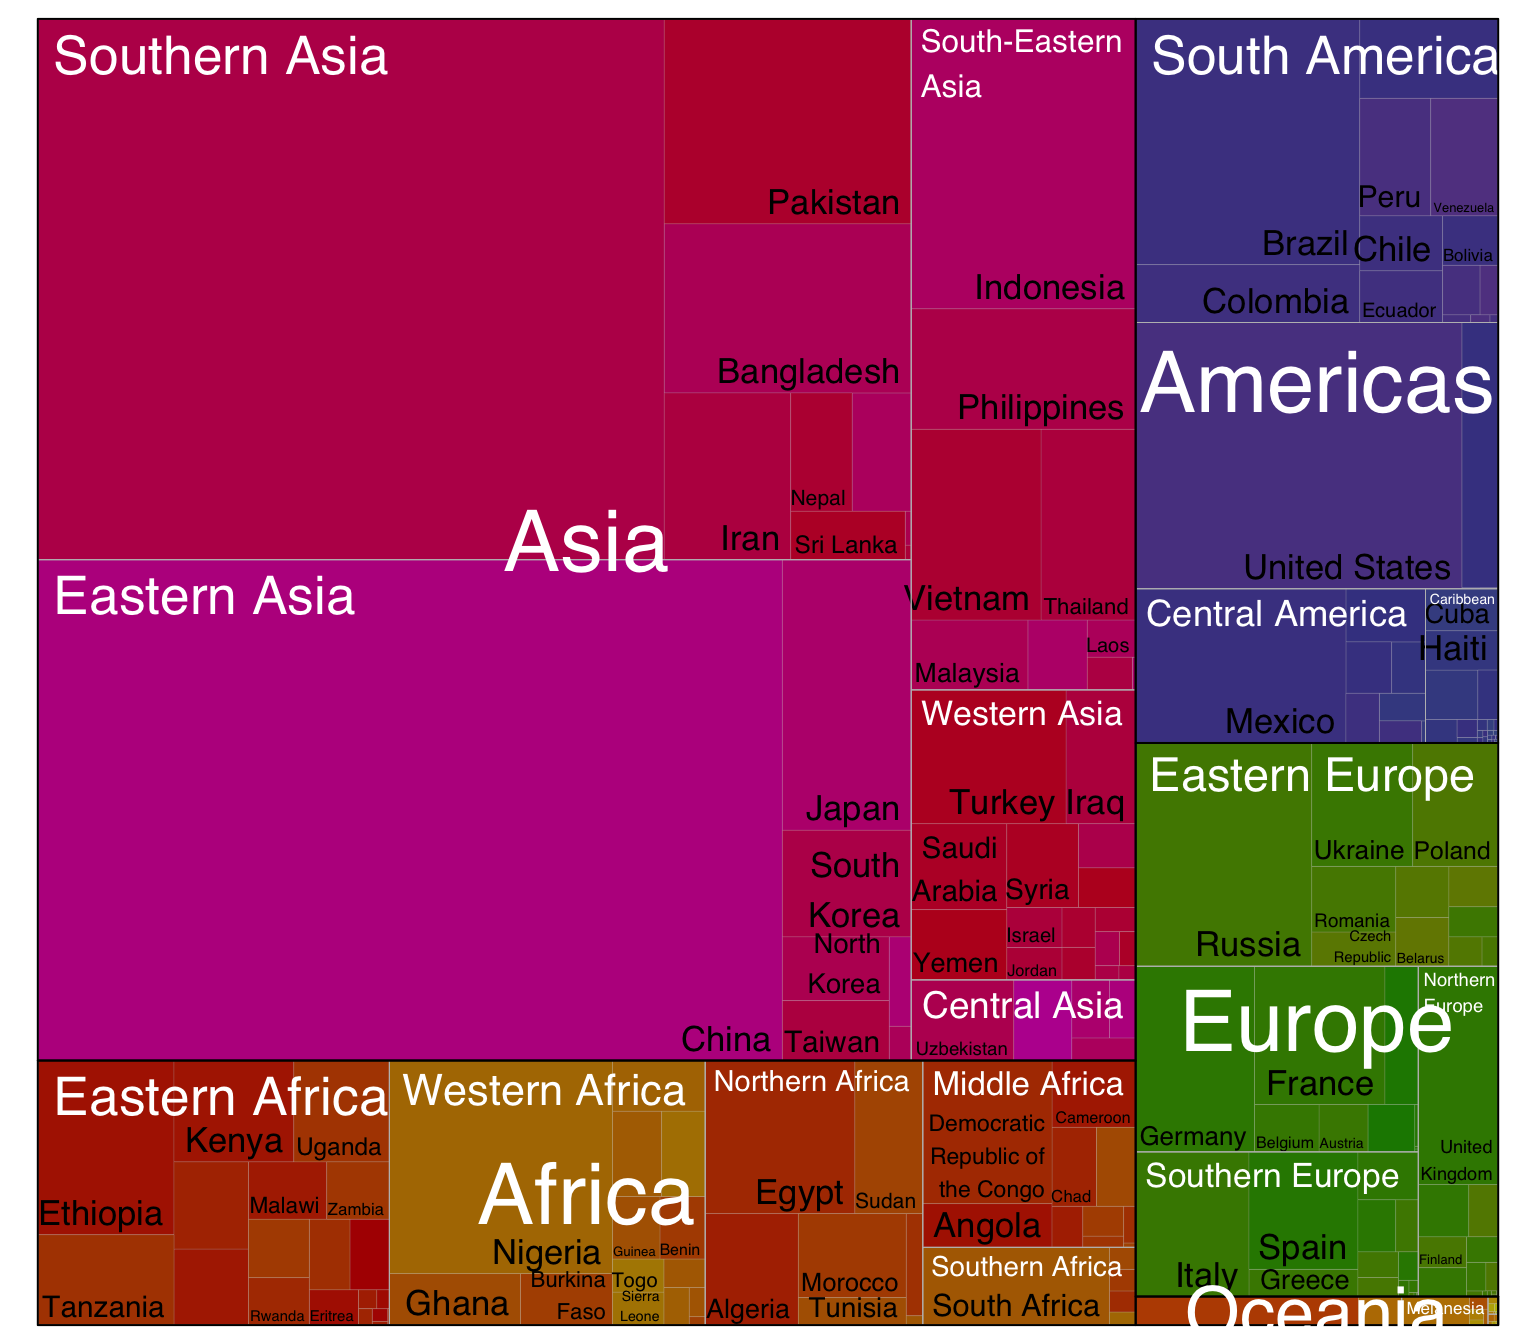 Southern Asia
Pakistan
Bangladesh
Iran
Nepal
Sri Lanka
Asia
Eastern Asia
Japan
South
Korea
North
Korea
China
Taiwan
South-Eastern
Asia
Indonesia
Philippines
Vietnam
Thailand
Malaysia
Laos
Western Asia
Turkey
Iraq
Saudi
Arabia
Syria
Yemen
Israel
Jordan
Central Asia
Uzbekistan
South America
Peru
Venezuela
Brazil
Chile
Bolivia
Colombia
Ecuador
Americas
United States
Central America
Mexico
Caribbean
Cuba
Haiti
Eastern Europe
Ukraine
Poland
Romania
Czech
Republic
Belarus
Russia
Europe
Northern
Europe
France
Germany
Belgium
Austria
United
Kingdom
Finland
Southern Europe
Spain
Italy
Greece
Oceania
Melanesia
Eastern Africa
Kenya
Uganda
Ethiopia
Malawi
Zambia
Tanzania
Rwanda
Eritrea
Western Africa
Africa
Nigeria
Guinea
Benin
Burkina
Faso
Togo
Sierra
Leone
Ghana
Northern Africa
Egypt
Sudan
Algeria
Morocco
Tunisia
Middle Africa
Democratic
Republic of
the Congo
Cameroon
Chad
Angola
Southern Africa
South Africa